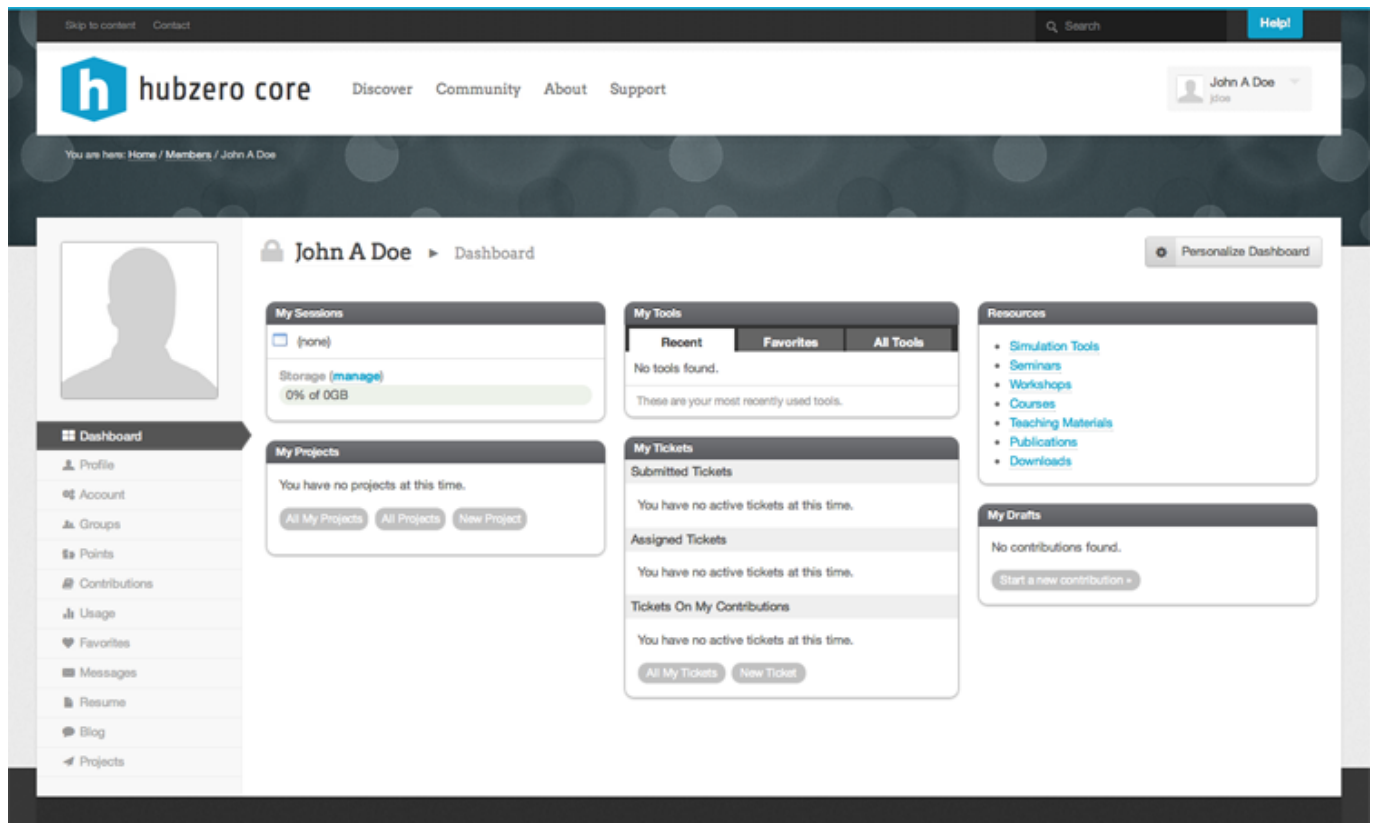 Skip to content Contact
Search
Help!
h hubzero core
Discover Community About Support
John A Doe
jdoe
You are here: Home / Members / John A Doe
John A Doe ► Dashboard
Personalize Dashboard
Dashboard
Profile
Account
Groups
Points
Contributions
Usage
Favorites
Messages
Resume
Blog
Projects
My Sessions
(none)
Storage (manage)
0% of 0GB
My Projects
You have no projects at this time.
All My Projects All Projects New Project
My Tools
Recent Favorites All Tools
No tools found.
These are your most recently used tools.
My Tickets
Submitted Tickets
You have no active tickets at this time.
Assigned Tickets
You have no active tickets at this time.
Tickets On My Contributions
You have no active tickets at this time.
All My Tickets New Ticket
Resources
• Simulation Tools
• Seminars
• Workshops
• Courses
• Teaching Materials
• Publications
• Downloads
My Drafts
No contributions found.
Start a new contribution »